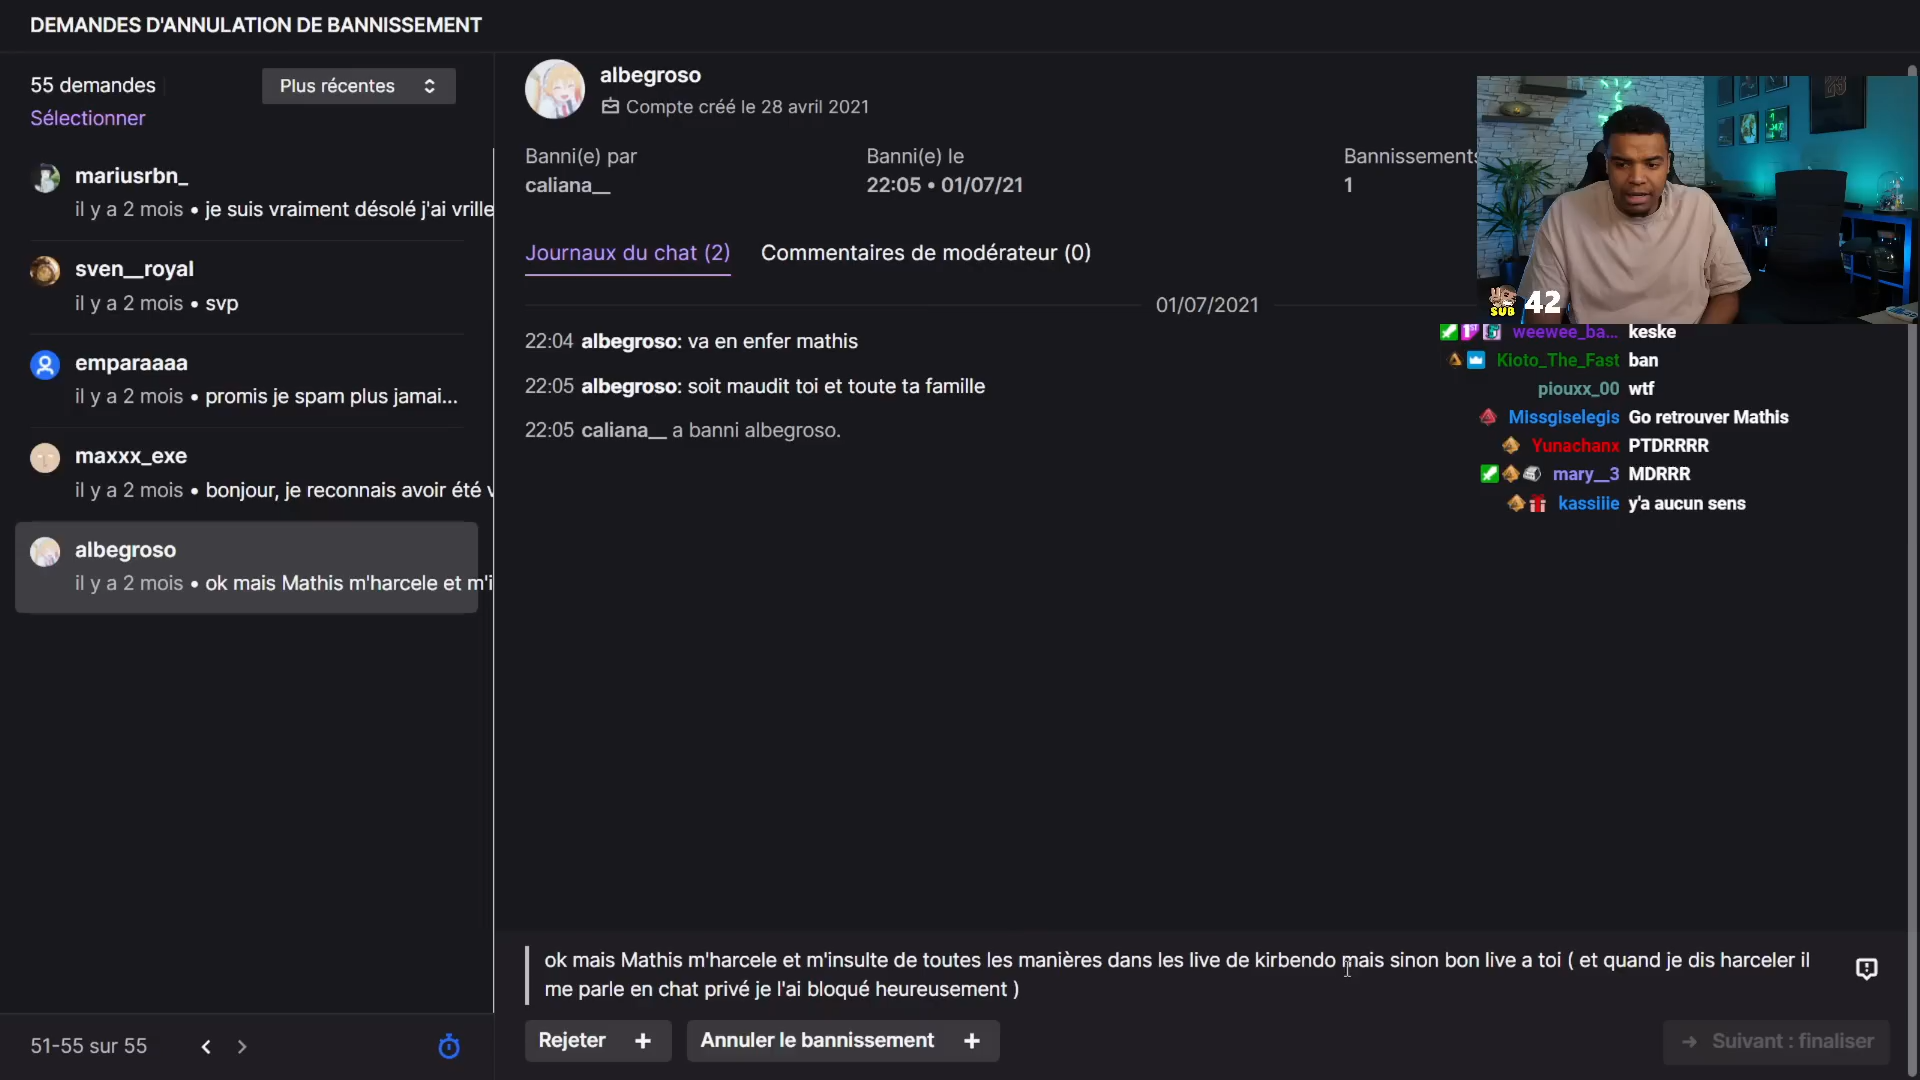 DEMANDES D'ANNULATION DE BANNISSEMENT
55 demandes
Plus récentes
Sélectionner
mariusrbn_
il y a 2 mois • je suis vraiment désolé j'ai vrille
sven__royal
il y a 2 mois • svp
emparaaaa
il y a 2 mois • promis je spam plus jamai...
maxxx_exe
il y a 2 mois • bonjour, je reconnais avoir été v
albegroso
il y a 2 mois • ok mais Mathis m'harcele et m'i
51-55 sur 55
albegroso
Compte créé le 28 avril 2021
Banni(e) par
caliana__
Banni(e) le
22:05 • 01/07/21
Bannissements
1
Journaux du chat (2)
Commentaires de modérateur (0)
01/07/2021
22:04 albegroso: va en enfer mathis
22:05 albegroso: soit maudit toi et toute ta famille
22:05 caliana__ a banni albegroso.
SUB 42
weewee_ba... keske
Kioto_The_Fast ban
piouxx_00 wtf
Missgiselegis Go retrouver Mathis
Yunachanx PTDRRRR
mary__3 MDRRR
kassiiie y'a aucun sens
ok mais Mathis m'harcele et m'insulte de toutes les manières dans les live de kirbendo mais sinon bon live a toi ( et quand je dis harceler il
me parle en chat privé je l'ai bloqué heureusement )
Rejeter +
Annuler le bannissement +
→ Suivant : finaliser